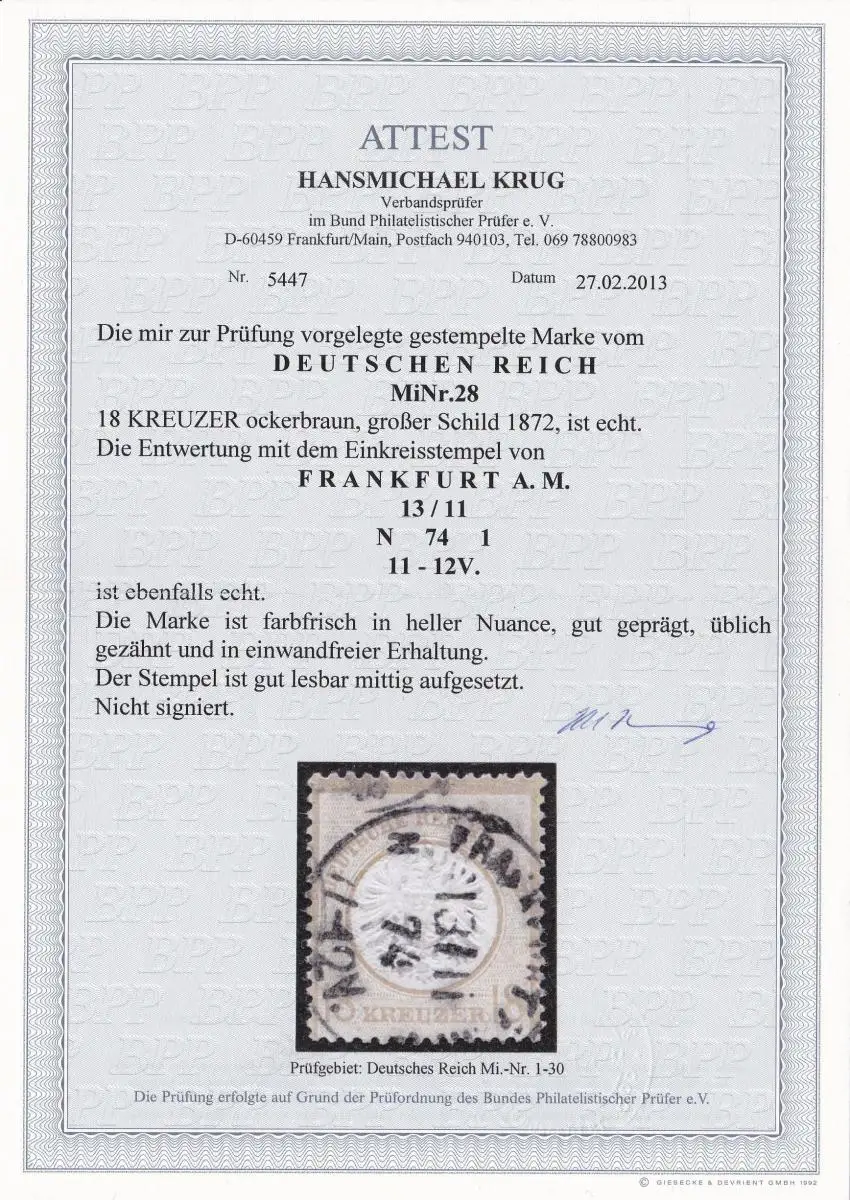 ATTEST
HANSMICHAEL KRUG
Verbandsprüfer
im Bund Philatelistischer Prüfer e. V.
D-60459 Frankfurt/Main, Postfach 940103, Tel. 069 78800983
Nr. 5447 Datum 27.02.2013
Die mir zur Prüfung vorgelegte gestempelte Marke vom
DEUTSCHEN REICH
MiNr.28
18 KREUZER ockerbraun, großer Schild 1872, ist echt.
Die Entwertung mit dem Einkreisstempel von
FRANKFURT A. M.
13 / 11
N 74 1
11 - 12V.
ist ebenfalls echt.
Die Marke ist farbfrisch in heller Nuance, gut geprägt, üblich
gezähnt und in einwandfreier Erhaltung.
Der Stempel ist gut lesbar mittig aufgesetzt.
Nicht signiert.
N
13/11
74
KREUZER
Prüfgebiet: Deutsches Reich Mi.-Nr. 1-30
Die Prüfung erfolgte auf Grund der Prüfordnung des Bundes Philatelistischer Prüfer e.V.
© GIESECKE & DEVRIENT GMBH 1992